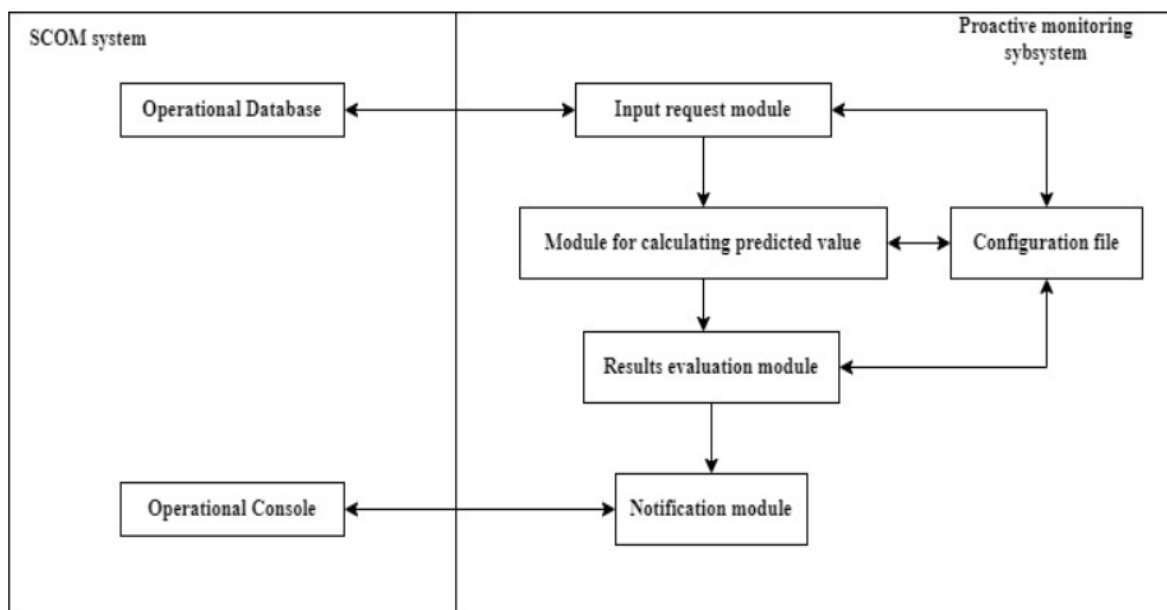 SCOM system
Proactive monitoring
sybsystem
Operational Database
Input request module
Module for calculating predicted value
Configuration file
Results evaluation module
Operational Console
Notification module